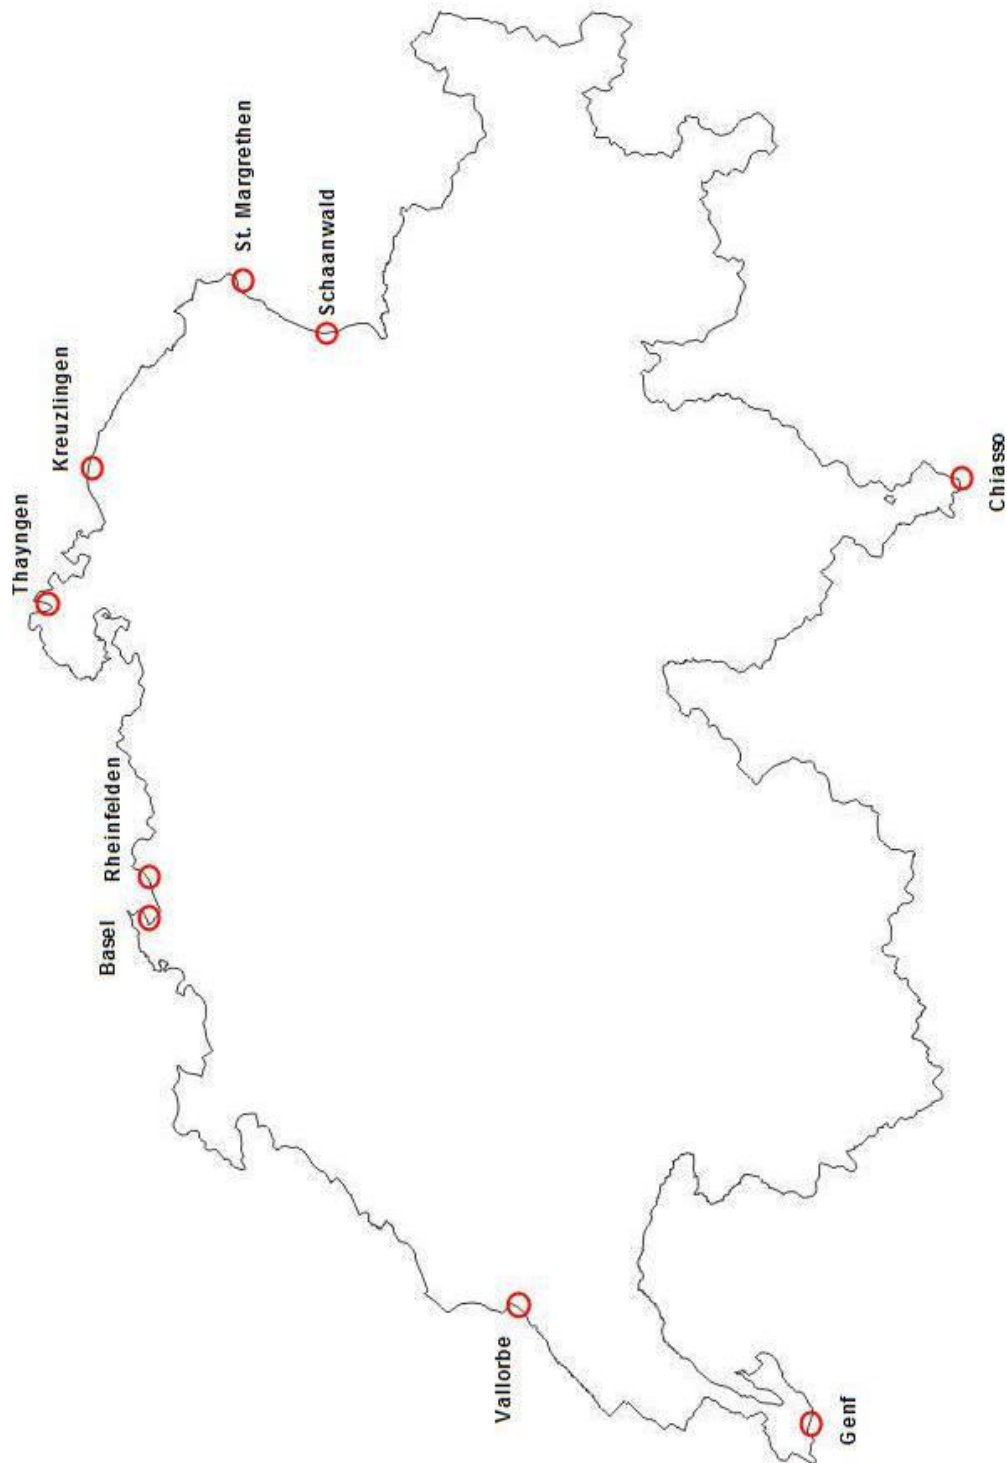 Thayngen
Kreuzlingen
St. Margrethen
Schaanwald
Rheinfelden
Basel
Vallorbe
Genf
Chiasso